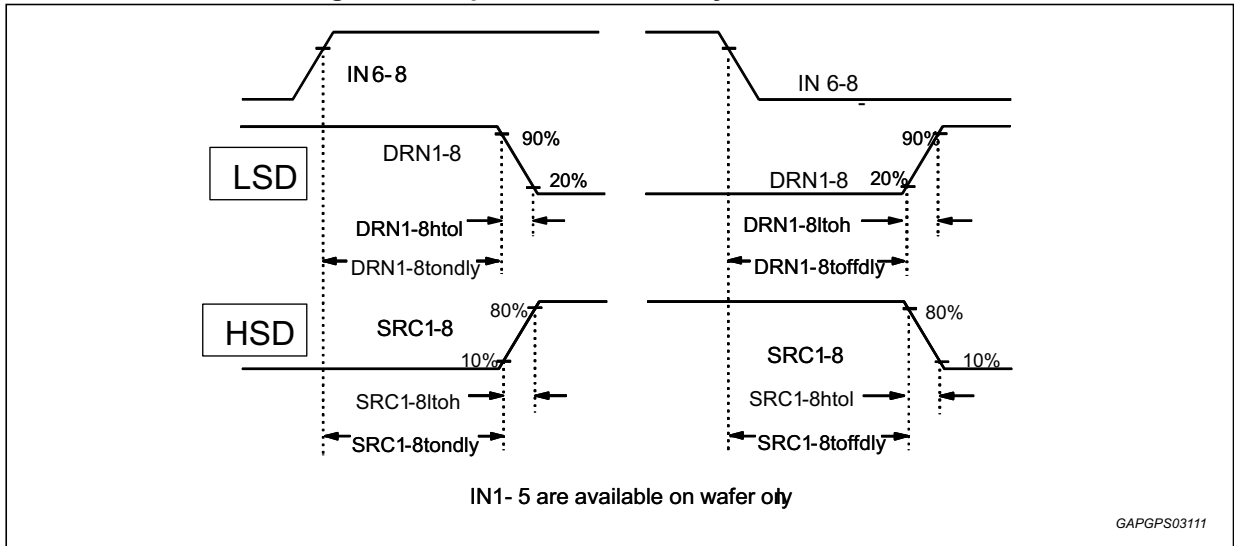 IN6-8
IN 6-8
LSD
DRN1-8
90%
20%
DRN1-8
90%
20%
DRN1-8htol
DRN1-8ltoh
DRN1-8tondly
DRN1-8toffdly
HSD
SRC1-8
80%
10%
SRC1-8
80%
10%
SRC1-8ltoh
SRC1-8htol
SRC1-8tondly
SRC1-8toffdly
IN1- 5 are available on wafer only
GAPGPS03111